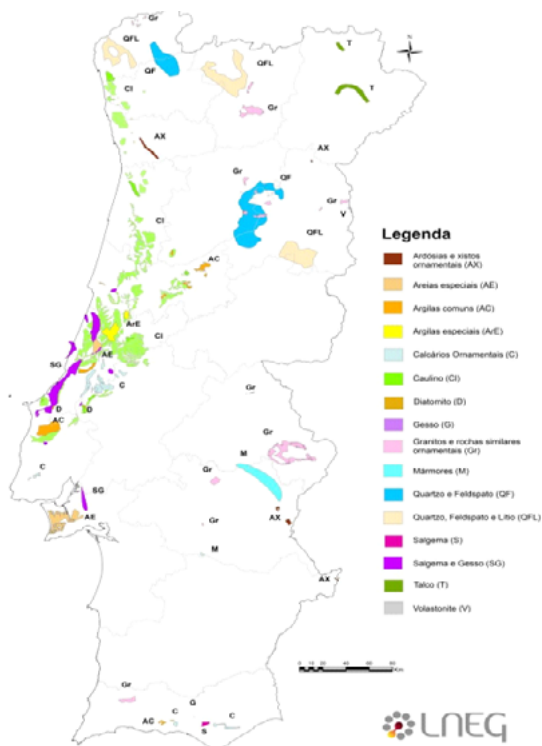 Gr
QFL
QF
QFL
T
N
Cl
T
Gr
AX
AX
Gr
QF
Gr
V
Cl
QFL
AC
ArE
AE
Cl
SG
C
D
D
AC
Gr
C
Gr
M
Gr
SG
AE
AX
Gr
M
AX
Gr
G
AC
C
S
C
Legenda
Ardósias e xistos
ornamentais (AX)
Areias especiais (AE)
Argilas comuns (AC)
Argilas especiais (ArE)
Calcários Ornamentais (C)
Caulino (Cl)
Diatomito (D)
Gesso (G)
Granitos e rochas similares
ornamentais (Gr)
Mármores (M)
Quartzo e Feldspato (QF)
Quartzo, Feldspato e Lítio (QFL)
Salgema (S)
Salgema e Gesso (SG)
Talco (T)
Volastonite (V)
LNEG